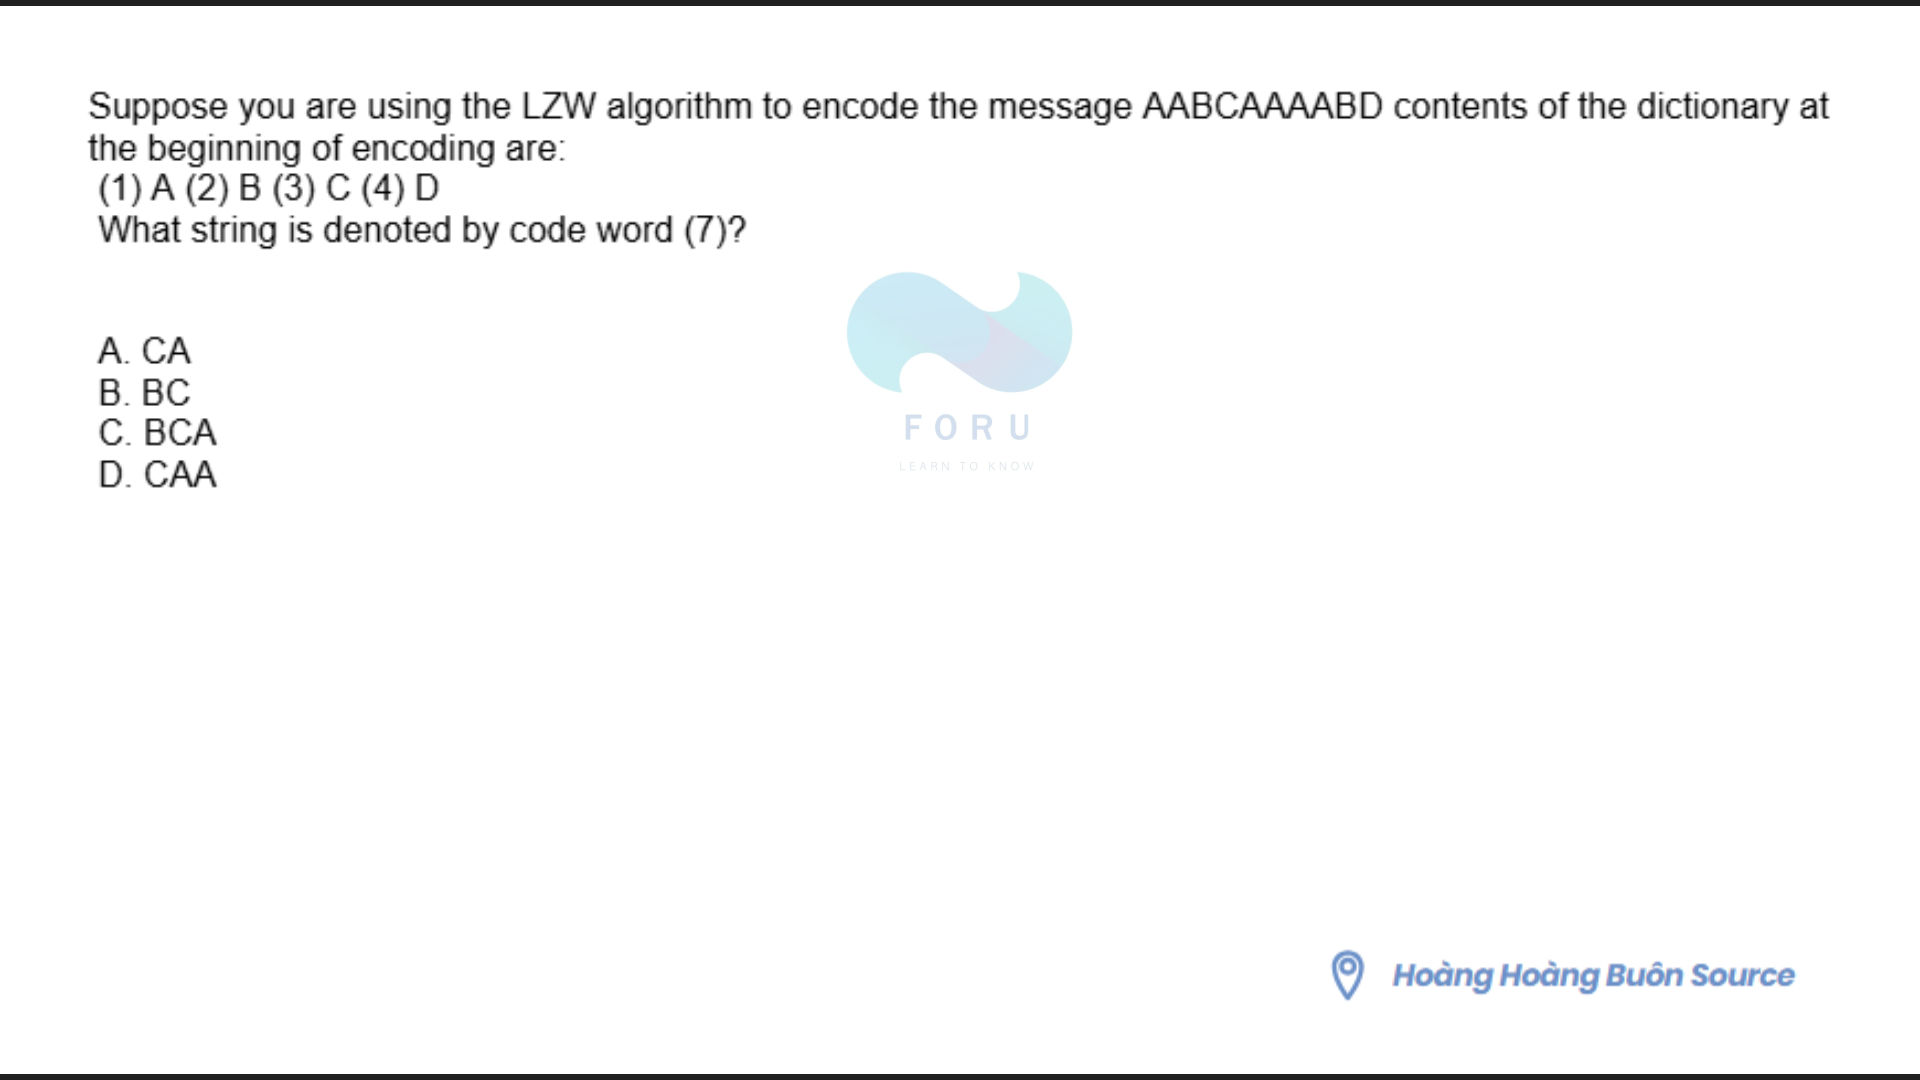 Suppose you are using the LZW algorithm to encode the message AABCAAAABD contents of the dictionary at
the beginning of encoding are:
(1) A (2) B (3) C (4) D
What string is denoted by code word (7)?
A. CA
B. BC
C. BCA
D. CAA
FORU
LEARN TO KNOW
Hoàng Hoàng Buôn Source